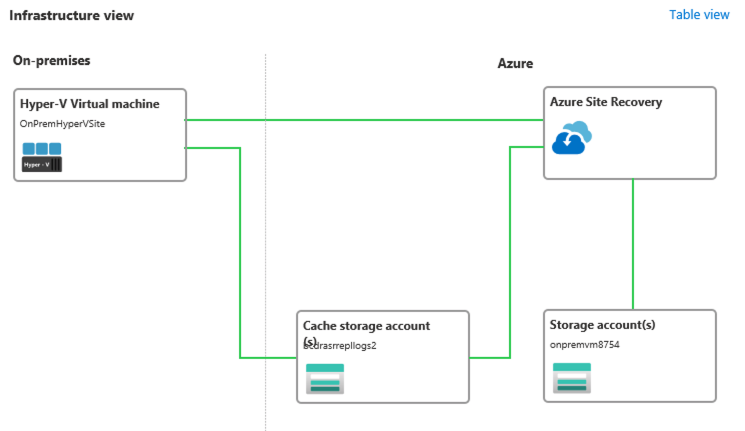 Infrastructure view
Table view
On-premises
Azure
Hyper-V Virtual machine
OnPremHyperVSite
Hyper - V
Azure Site Recovery
Cache storage account
(s)
bcdrasrrepllogs2
Storage account(s)
onpremvm8754